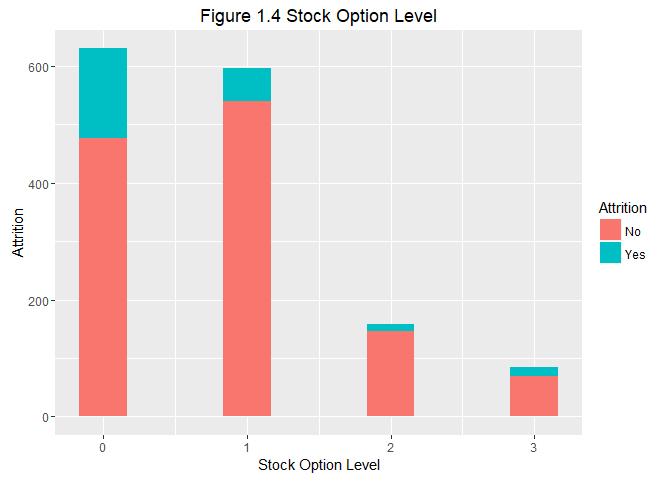 Figure 1.4 Stock Option Level
600
400
200
0
Attrition
0 1 2 3
Stock Option Level
Attrition
No
Yes